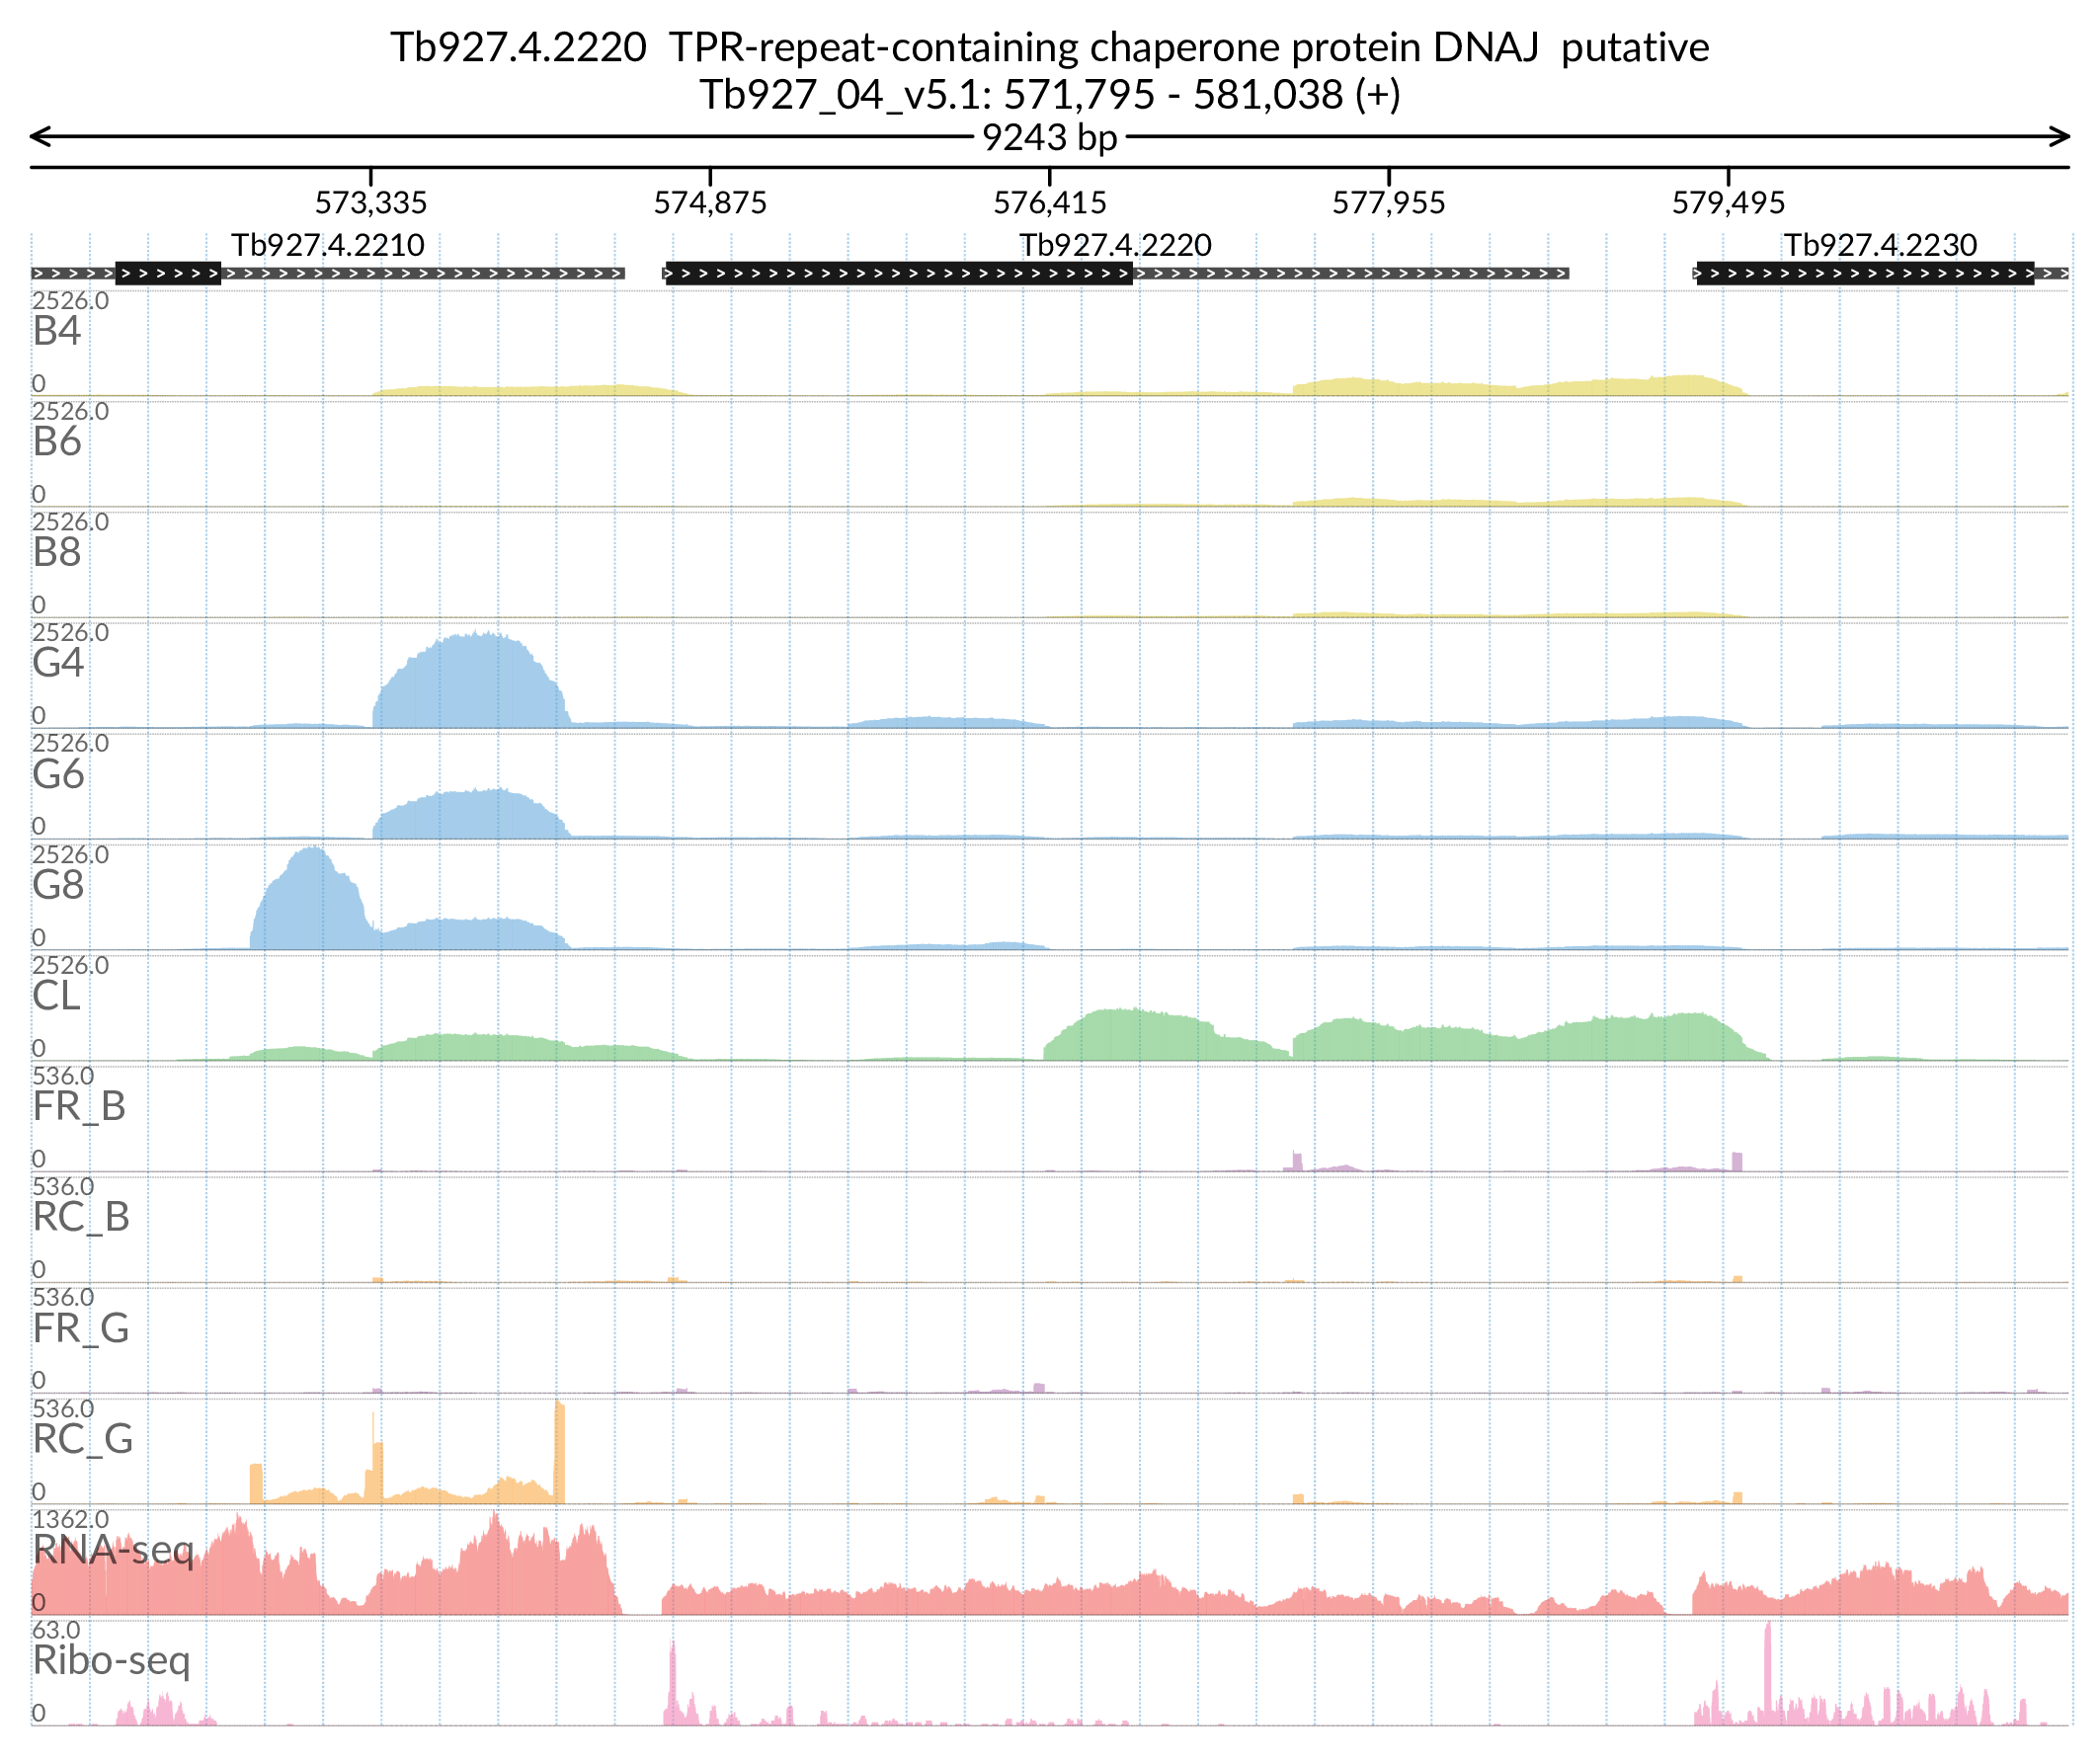 Tb927.4.2220  TPR-repeat-containing chaperone protein DNAJ  putative
Tb927_04_v5.1: 571,795 - 581,038 (+)
9243 bp
573,335 574,875 576,415 577,955 579,495
Tb927.4.2210 Tb927.4.2220 Tb927.4.2230
2526.0
B4
0
2526.0
B6
0
2526.0
B8
0
2526.0
G4
0
2526.0
G6
0
2526.0
G8
0
2526.0
CL
0
536.0
FR_B
0
536.0
RC_B
0
536.0
FR_G
0
536.0
RC_G
0
1362.0
RNA-seq
0
63.0
Ribo-seq
0